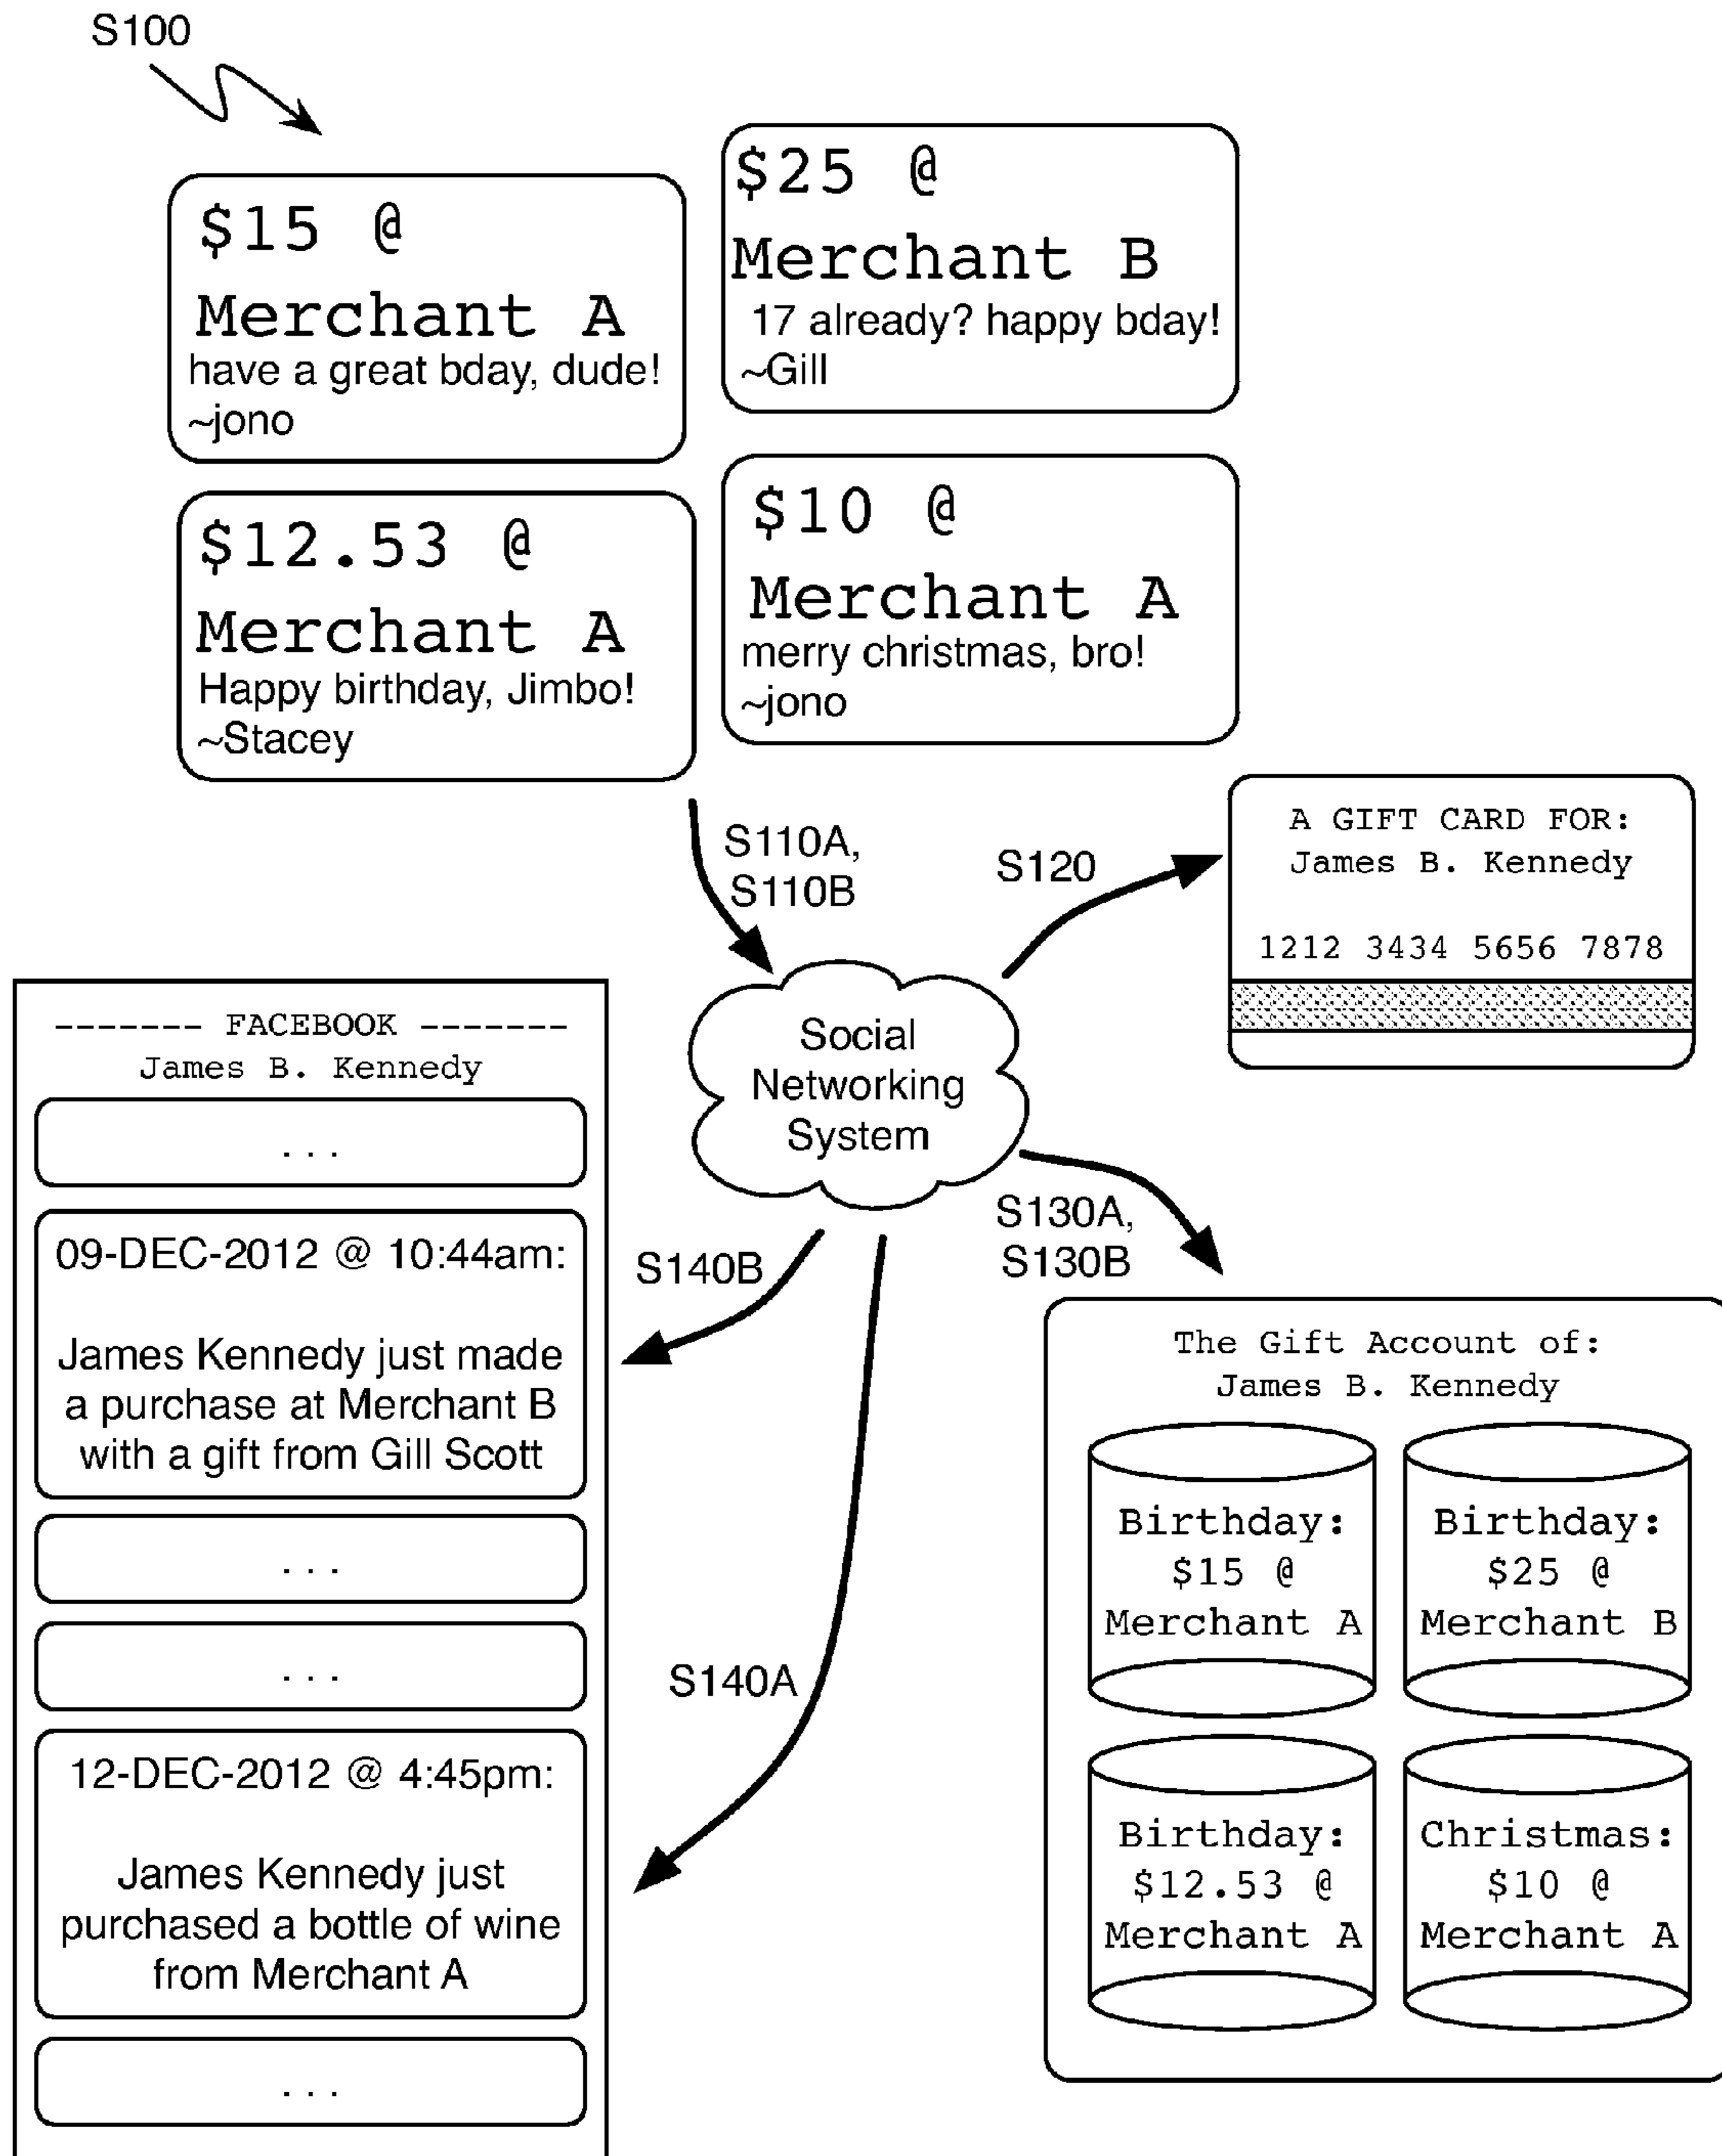 S100
$15 @
Merchant A
have a great bday, dude!
~jono
$25 @
Merchant B
17 already? happy bday!
~Gill
$12.53 @
Merchant A
Happy birthday, Jimbo!
~Stacey
$10 @
Merchant A
merry christmas, bro!
~jono
S110A,
S110B
S120
A GIFT CARD FOR:
James B. Kennedy
1212 3434 5656 7878
Social
Networking
System
------- FACEBOOK -------
James B. Kennedy
. . .
09-DEC-2012 @ 10:44am:
James Kennedy just made
a purchase at Merchant B
with a gift from Gill Scott
. . .
. . .
12-DEC-2012 @ 4:45pm:
James Kennedy just
purchased a bottle of wine
from Merchant A
. . .
S140B
S140A
S130A,
S130B
The Gift Account of:
James B. Kennedy
Birthday:
$15 @
Merchant A
Birthday:
$25 @
Merchant B
Birthday:
$12.53 @
Merchant A
Christmas:
$10 @
Merchant A